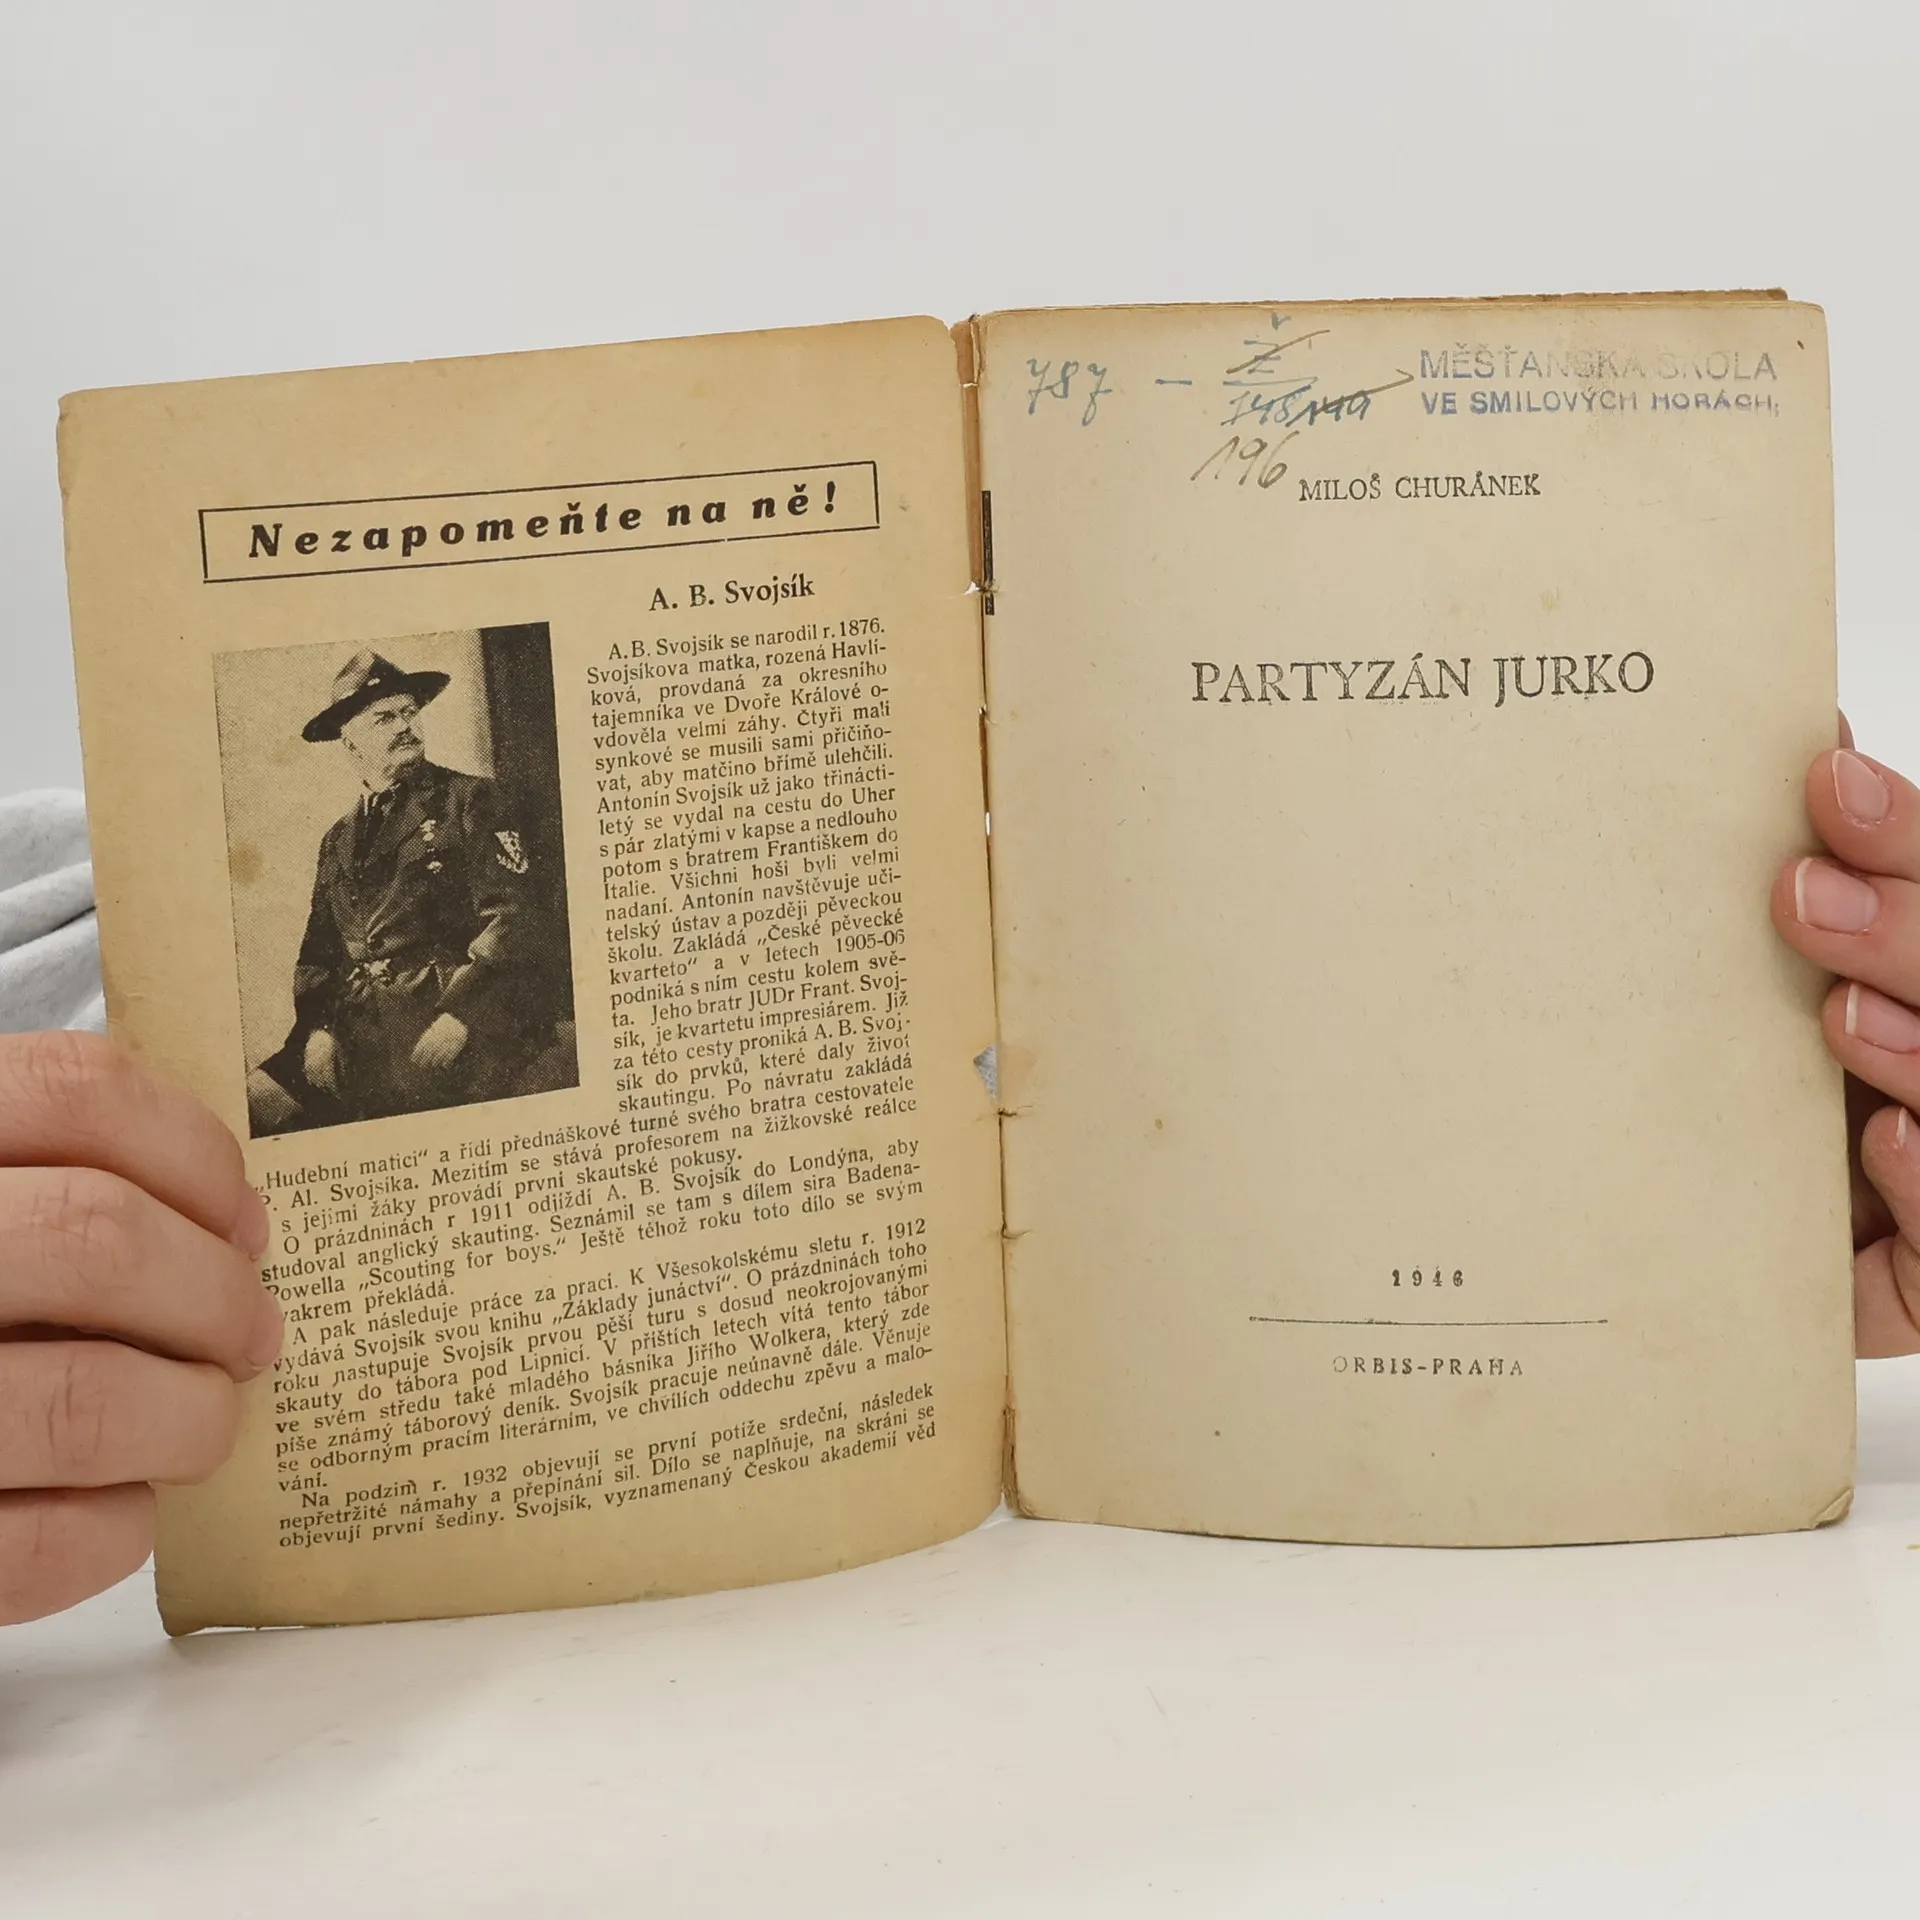 Nezapomeňte na ně!
A. B. Svojsík
A. B. Svojsík se narodil r. 1876.
Svojsíkova matka, rozená Havlí-
ková, provdaná za okresního
tajemníka ve Dvoře Králové o-
vdověla velmi záhy. Čtyři malí
synkové se musili sami přičiňo-
vat, aby matčino břímě ulehčili.
Antonín Svojsík už jako třinácti-
letý se vydal na cestu do Uher
s pár zlatými v kapse a nedlouho
potom s bratrem Františkem do
Italie. Všichni hoši byli velmi
nadaní. Antonín navštěvuje uči-
telský ústav a později pěveckou
školu. Zakládá „České pěvecké
kvarteto“ a v letech 1905-06
podniká s ním cestu kolem svě-
ta. Jeho bratr JUDr Frant. Svoj-
sík, je kvartetu impresiárem. Již
za této cesty proniká A. B. Svoj-
sík do prvků, které daly život
skautingu. Po návratu zakládá
„Hudební matici“ a řídí přednáškové turné svého bratra cestovatele
P. Al. Svojsíka. Mezitím se stává profesorem na žižkovské reálce
s jejími žáky provádí první skautské pokusy.
O prázdninách r 1911 odjíždí A. B. Svojsík do Londýna, aby
studoval anglický skauting. Seznámil se tam s dílem sira Badena-
Powella „Scouting for boys.“ Ještě téhož roku toto dílo se svým
překládá.
A pak následuje práce za prací. K Všesokolskému sletu r. 1912
vydává Svojsík svou knihu „Základy junáctví“. O prázdninách toho
roku nastupuje Svojsík prvou pěší turu s dosud neokrojovanými
skauty do tábora pod Lipnicí. V příštích letech vítá tento tábor
ve svém středu také mladého básníka Jiřího Wolkera, který zde
píše známý táborový deník. Svojsík pracuje neúnavně dále. Věnuje
se odborným pracím literárním, ve chvílích oddechu zpěvu a malo-
vání.
Na podzim r. 1932 objevují se první potíže srdeční, následek
nepřetržité námahy a přepínání sil. Dílo se naplňuje, na skráni se
objevují první šediny. Svojsík, vyznamenaný Českou akademií věd
787 - Ž
196
MĚŠŤANSKÁ ŠKOLA
VE SMILOVÝCH HORÁCH,
MILOŠ CHURÁNEK
PARTYZÁN JURKO
1946
ORBIS-PRAHA